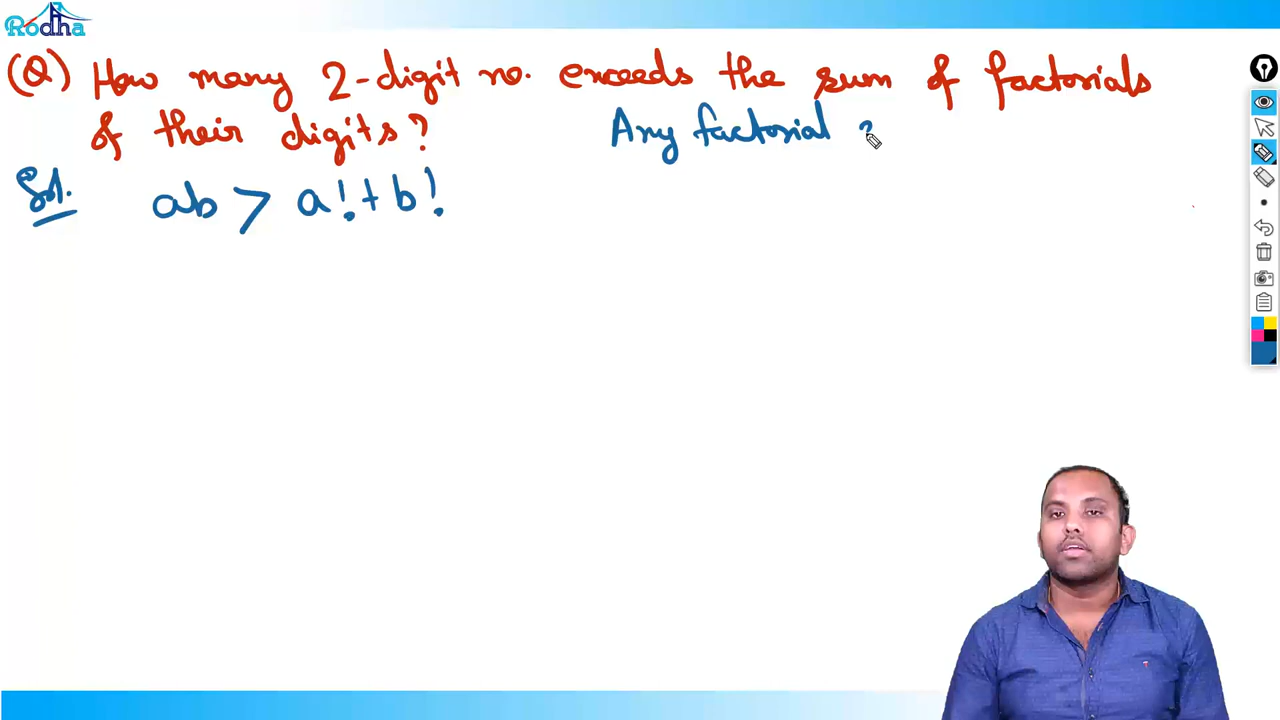 Rodha
(Q) How many 2-digit no. exceeds the sum of factorials
of their digits?
Any factorial
Sol.
ab > a! + b!